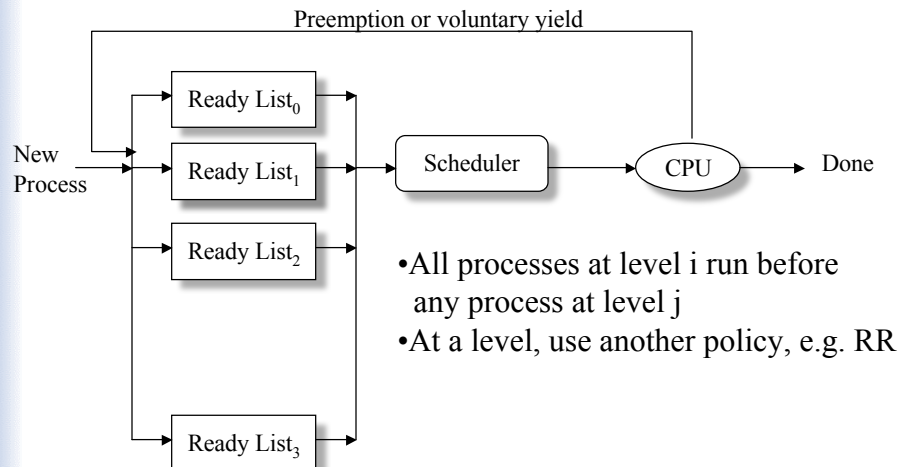 Preemption or voluntary yield
Ready List₀
New
Process
Ready List₁
Scheduler
CPU
Done
Ready List₂
•All processes at level i run before
any process at level j
•At a level, use another policy, e.g. RR
Ready List₃